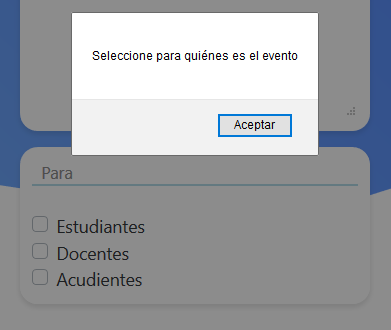 Seleccione para quiénes es el evento
Aceptar
Para
Estudiantes
Docentes
Acudientes